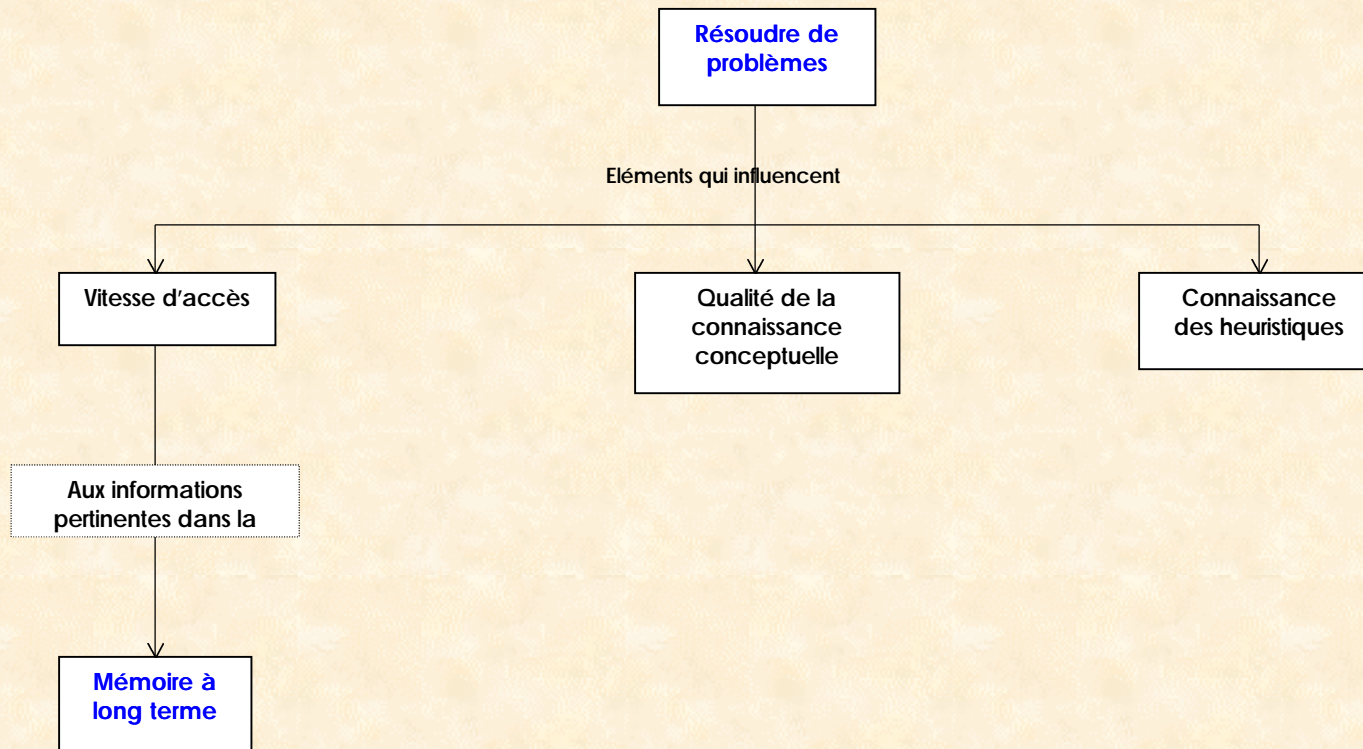 Résoudre de
problèmes
Eléments qui influencent
Vitesse d'accès
Qualité de la
connaissance
conceptuelle
Connaissance
des heuristiques
Aux informations
pertinentes dans la
Mémoire à
long terme